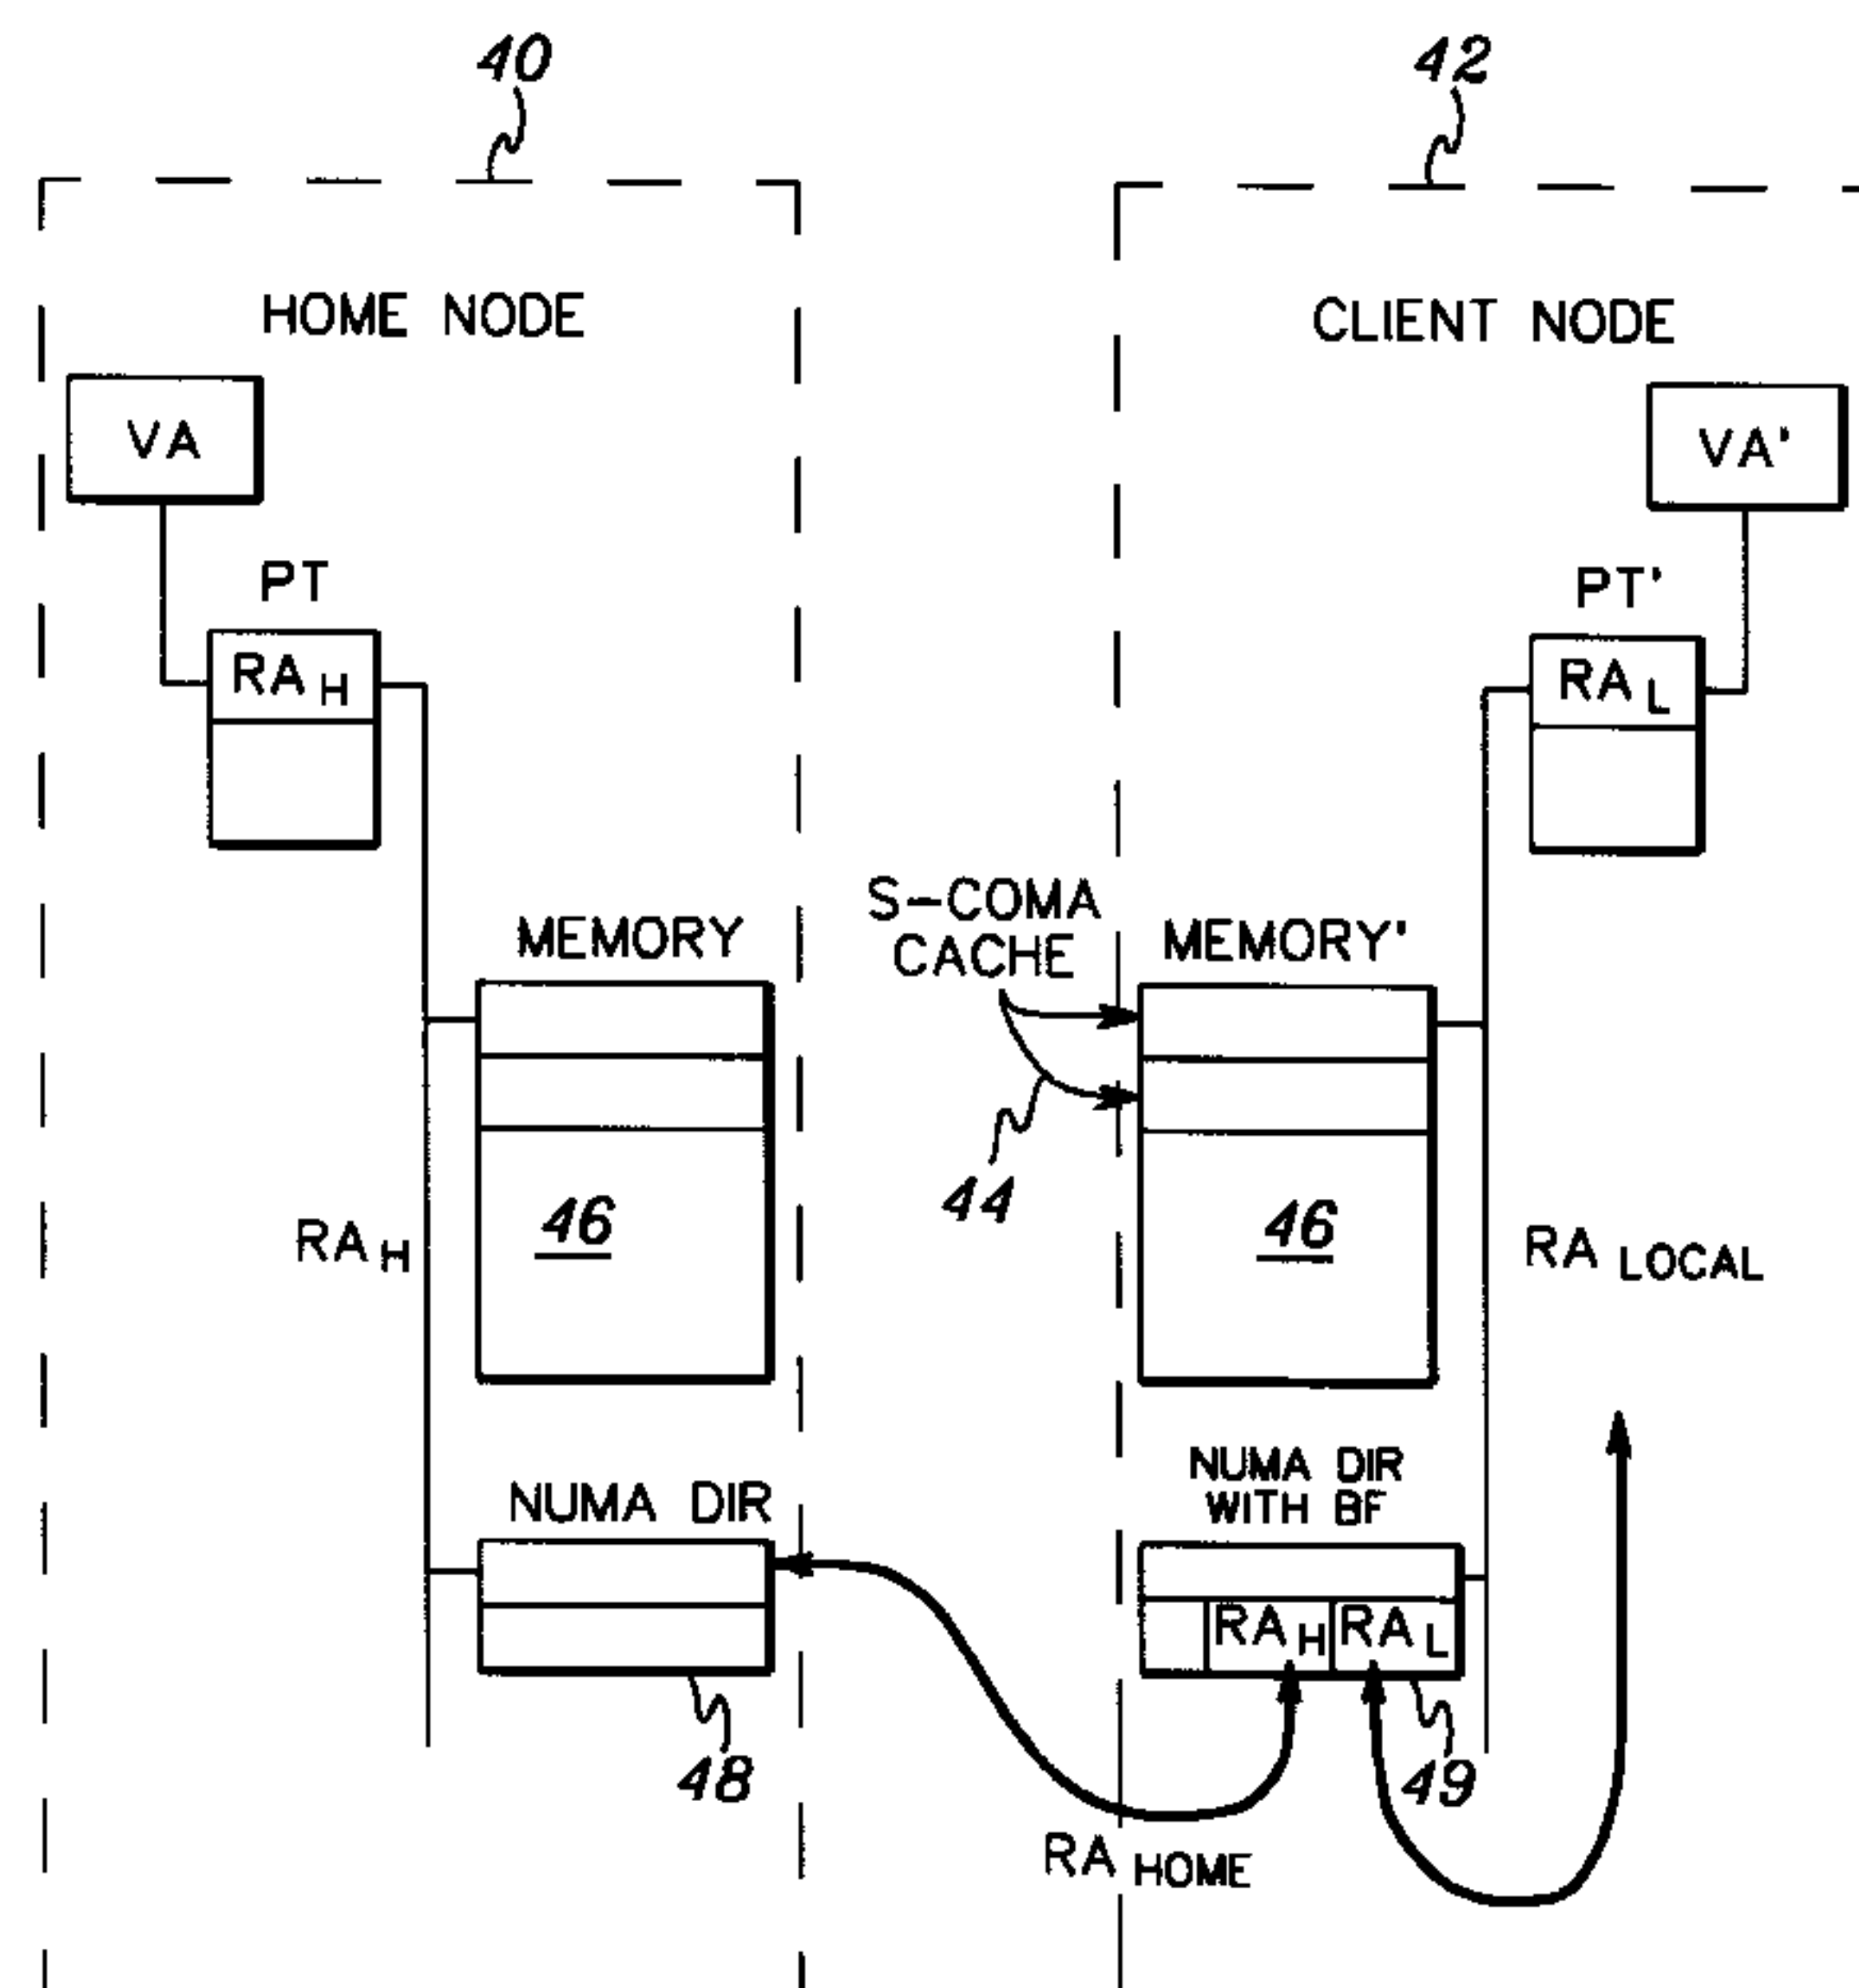 40
42
HOME NODE
CLIENT NODE
VA
VA'
PT
PT'
RA H
RA L
S-COMA
CACHE
MEMORY
MEMORY'
44
46
46
RA H
RA LOCAL
NUMA DIR
NUMA DIR
WITH BF
RA H
RA L
48
49
RA HOME